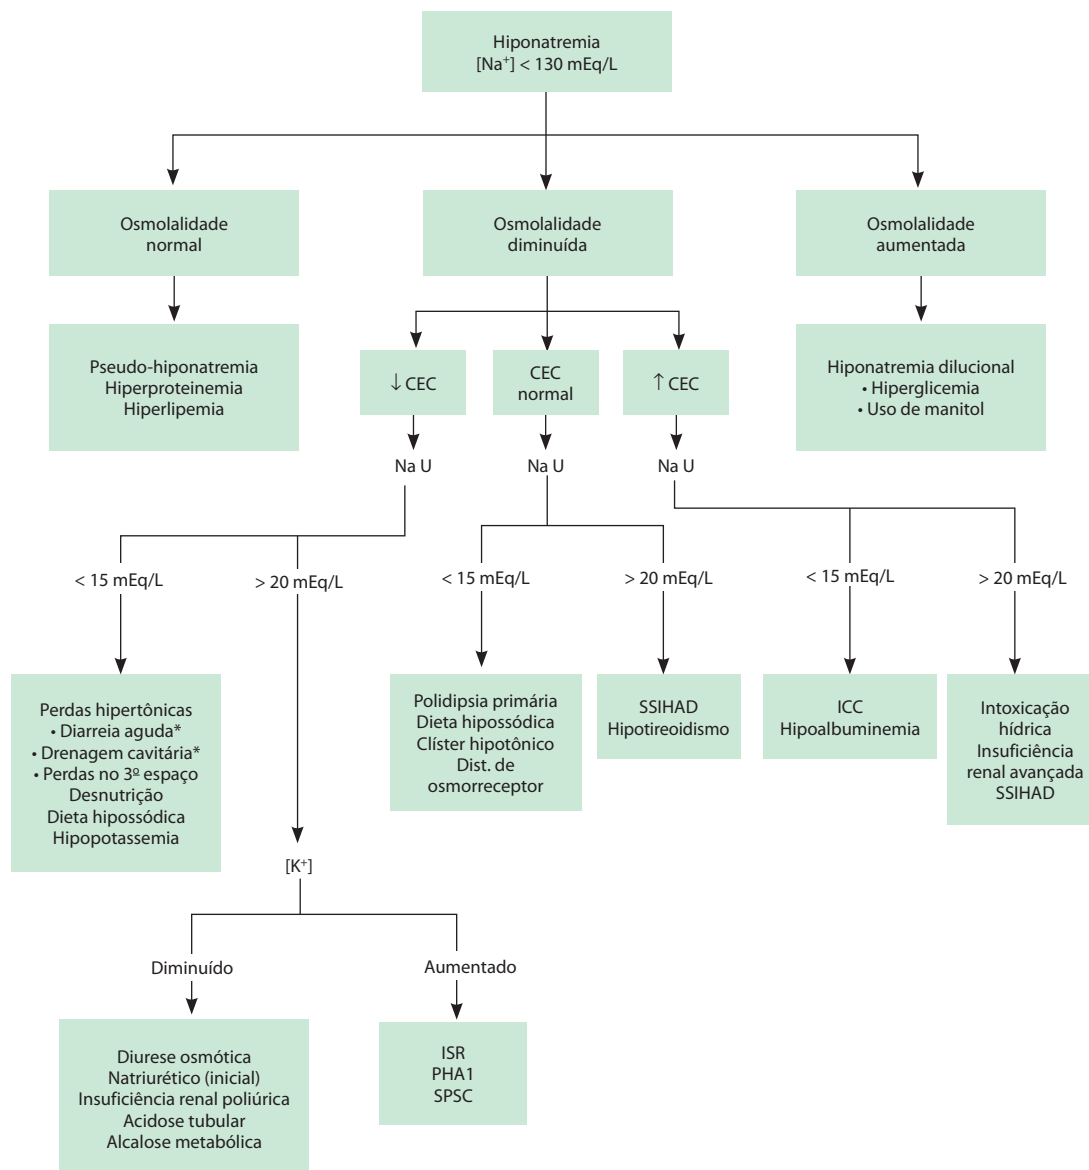 Hiponatremia
[Na⁺] < 130 mEq/L
Osmolalidade
normal
Osmolalidade
diminuída
Osmolalidade
aumentada
Pseudo-hiponatremia
Hiperproteinemia
Hiperlipemia
↓ CEC
CEC
normal
↑ CEC
Hiponatremia dilucional
• Hiperglicemia
• Uso de manitol
Na U
Na U
Na U
< 15 mEq/L
> 20 mEq/L
< 15 mEq/L
> 20 mEq/L
< 15 mEq/L
> 20 mEq/L
Perdas hipertônicas
• Diarreia aguda*
• Drenagem cavitária*
• Perdas no 3º espaço
Desnutrição
Dieta hipossódica
Hipopotassemia
Polidipsia primária
Dieta hipossódica
Clíster hipotônico
Dist. de
osmorreceptor
SSIHAD
Hipotireoidismo
ICC
Hipoalbuminemia
Intoxicação
hídrica
Insuficiência
renal avançada
SSIHAD
[K⁺]
Diminuído
Aumentado
Diurese osmótica
Natriurético (inicial)
Insuficiência renal poliúrica
Acidose tubular
Alcalose metabólica
ISR
PHA1
SPSC